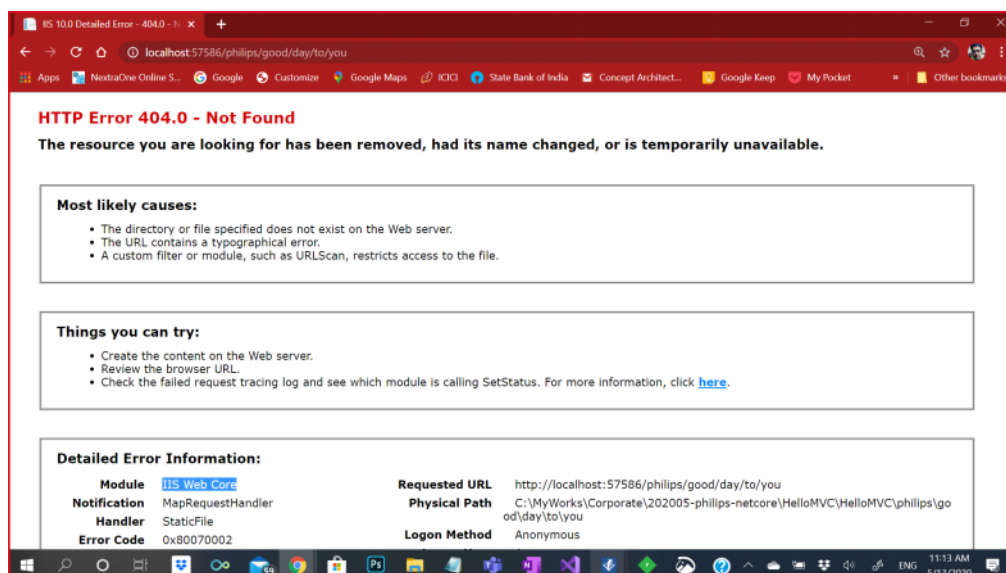 IIS 10.0 Detailed Error - 404.0 - N
localhost:57586/philips/good/day/to/you
Apps NextraOne Online S... Google Customize Google Maps ICICI State Bank of India Concept Architect... Google Keep My Pocket » Other bookmarks
HTTP Error 404.0 - Not Found
The resource you are looking for has been removed, had its name changed, or is temporarily unavailable.
Most likely causes:
• The directory or file specified does not exist on the Web server.
• The URL contains a typographical error.
• A custom filter or module, such as URLScan, restricts access to the file.
Things you can try:
• Create the content on the Web server.
• Review the browser URL.
• Check the failed request tracing log and see which module is calling SetStatus. For more information, click here.
Detailed Error Information:
Module IIS Web Core Requested URL http://localhost:57586/philips/good/day/to/you
Notification MapRequestHandler Physical Path C:\MyWorks\Corporate\202005-philips-netcore\HelloMVC\HelloMVC\philips\go
Handler StaticFile od\day\to\you
Error Code 0x80070002 Logon Method Anonymous
59 Ps N ENG 11:13 AM
5/13/2020